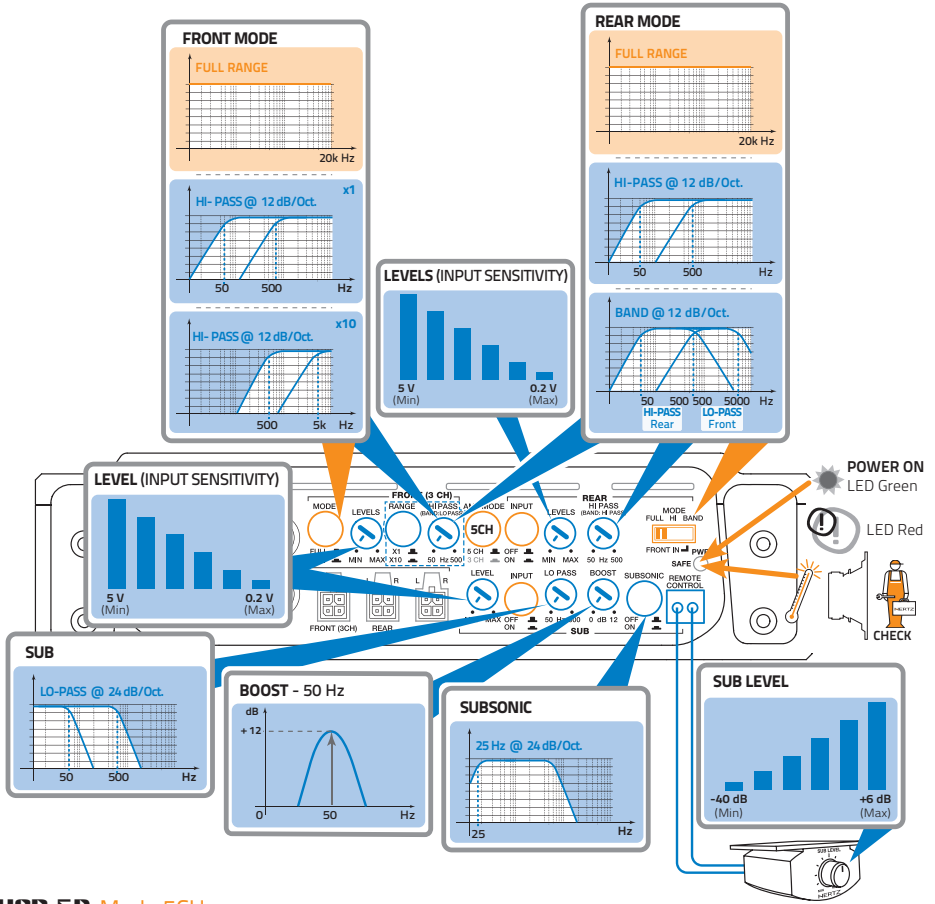 FRONT MODE
FULL RANGE
20k Hz
x1
HI- PASS @ 12 dB/Oct.
50 500 Hz
x10
HI- PASS @ 12 dB/Oct.
500 5k Hz
LEVELS (INPUT SENSITIVITY)
5 V 0.2 V
(Min) (Max)
REAR MODE
FULL RANGE
20k Hz
HI-PASS @ 12 dB/Oct.
50 500 Hz
BAND @ 12 dB/Oct.
50 500 500 5000 Hz
HI-PASS LO-PASS
Rear Front
LEVEL (INPUT SENSITIVITY)
5 V 0.2 V
(Min) (Max)
FRONT (3 CH)
MODE
LEVELS
RANGE
HI PASS
(BAND: LO PASS)
MODE
INPUT
5CH
FULL
MIN MAX
X1
X10
50 Hz 500
5 CH
3 CH
OFF
ON
REAR
LEVELS
HI PASS
(BAND: HI PASS)
MIN MAX
50 Hz 500
MODE
FULL HI BAND
FRONT IN
SAFE
POWER ON
LED Green
LED Red
R
L R
FRONT (3CH) REAR
LEVEL
INPUT
LO PASS
BOOST
SUBSONIC
REMOTE
CONTROL
MAX
OFF
ON
50 Hz
0 dB 12
OFF
ON
SUB
HERTZ
CHECK
SUB
LO-PASS @ 24 dB/Oct.
50 500 Hz
BOOST - 50 Hz
dB
+ 12
0 50 Hz
SUBSONIC
25 Hz @ 24 dB/Oct.
25 Hz
SUB LEVEL
-40 dB +6 dB
(Min) (Max)
SUB LEVEL
HERTZ